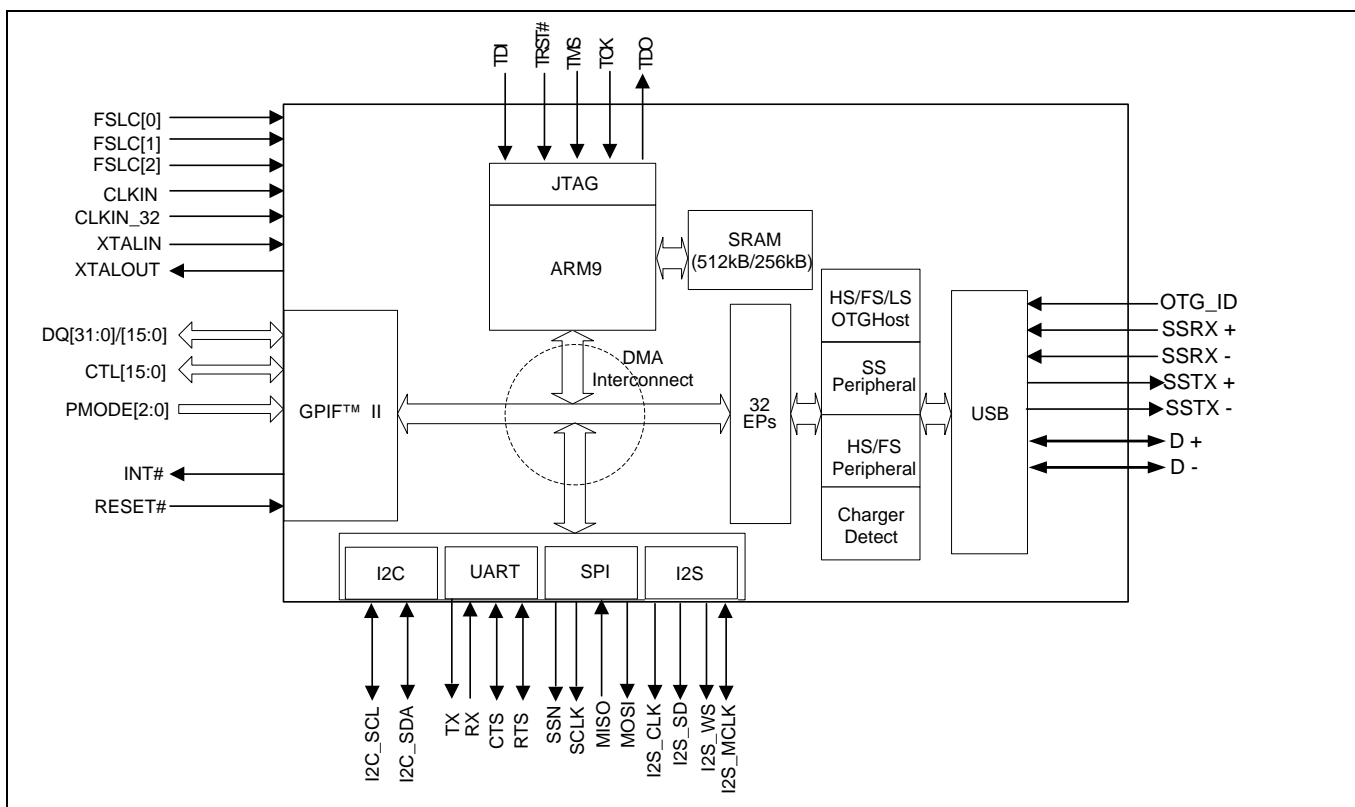 TDI
TRST#
TMS
TCK
TDO
FSLC[0]
FSLC[1]
FSLC[2]
CLKIN
CLKIN_32
XTALIN
XTALOUT
DQ[31:0]/[15:0]
CTL[15:0]
PMODE[2:0]
INT#
RESET#
JTAG
ARM9
SRAM
(512kB/256kB)
DMA
Interconnect
GPIF™ II
32
EPs
HS/FS/LS
OTGHost
SS
Peripheral
HS/FS
Peripheral
Charger
Detect
USB
OTG_ID
SSRX +
SSRX -
SSTX +
SSTX -
D +
D -
I2C
UART
SPI
I2S
I2C_SCL
I2C_SDA
TX
RX
CTS
RTS
SSN
SCLK
MISO
MOSI
I2S_CLK
I2S_SD
I2S_WS
I2S_MCLK